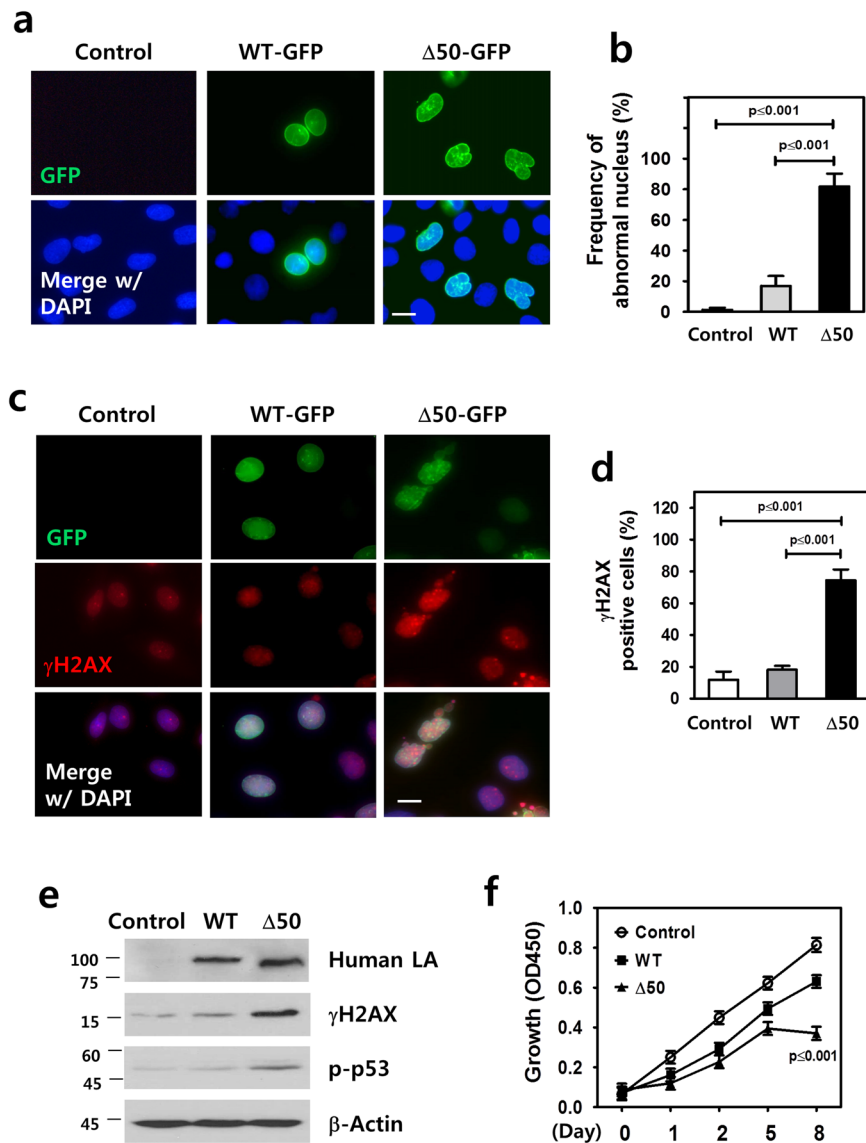 a
Control WT-GFP Δ50-GFP
GFP
Merge w/
DAPI
b
Frequency of
abnormal nucleus (%)
p≤0.001
p≤0.001
100
80
60
40
20
0
Control WT Δ50
c
Control WT-GFP Δ50-GFP
GFP
γH2AX
Merge
w/ DAPI
d
γH2AX
positive cells (%)
p≤0.001
p≤0.001
120
100
80
60
40
20
0
Control WT Δ50
e
Control WT Δ50
100
75
Human LA
15
γH2AX
60
45
p-p53
45
β-Actin
f
Growth (OD450)
1.0
0.8
0.6
0.4
0.2
0.0
Control
WT
Δ50
p≤0.001
(Day) 0 1 2 5 8